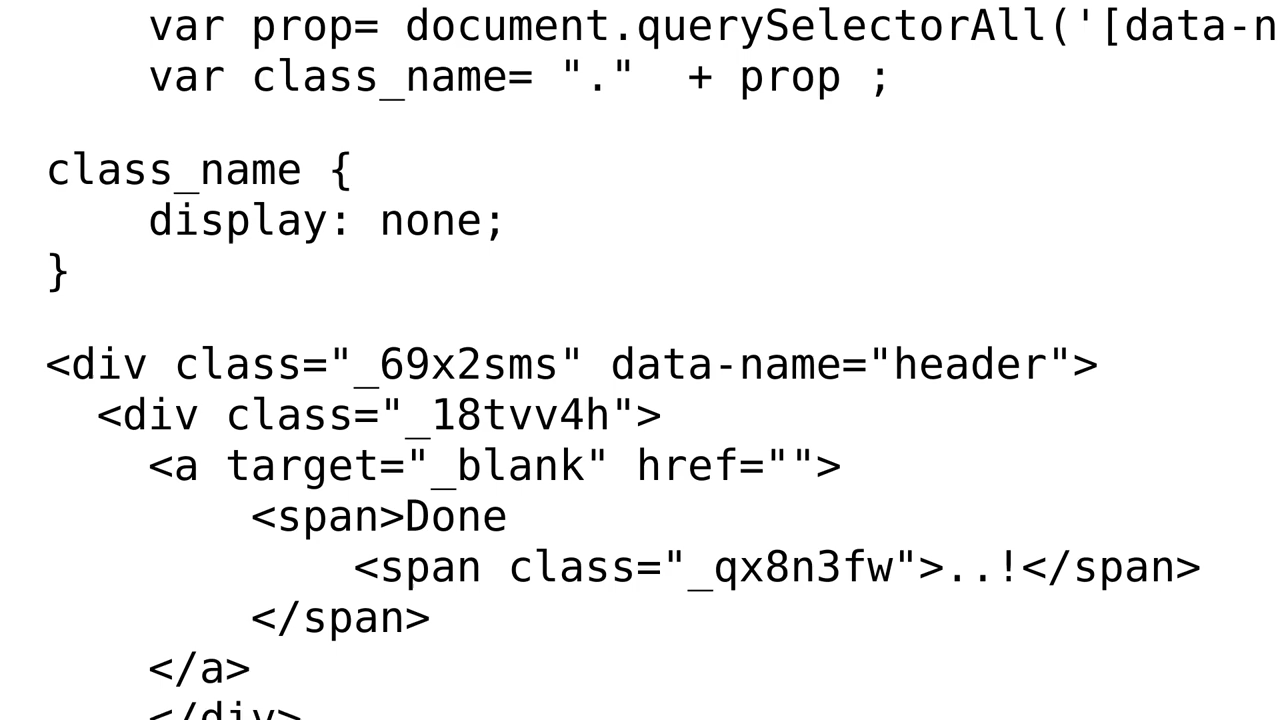 var prop= document.querySelectorAll('[data-n
var class_name= "."  + prop ;
class_name {
display: none;
}
<div class="_69x2sms" data-name="header">
<div class="_18tvv4h">
<a target="_blank" href="">
<span>Done
<span class="_qx8n3fw">..!</span>
</span>
</a>
</div>